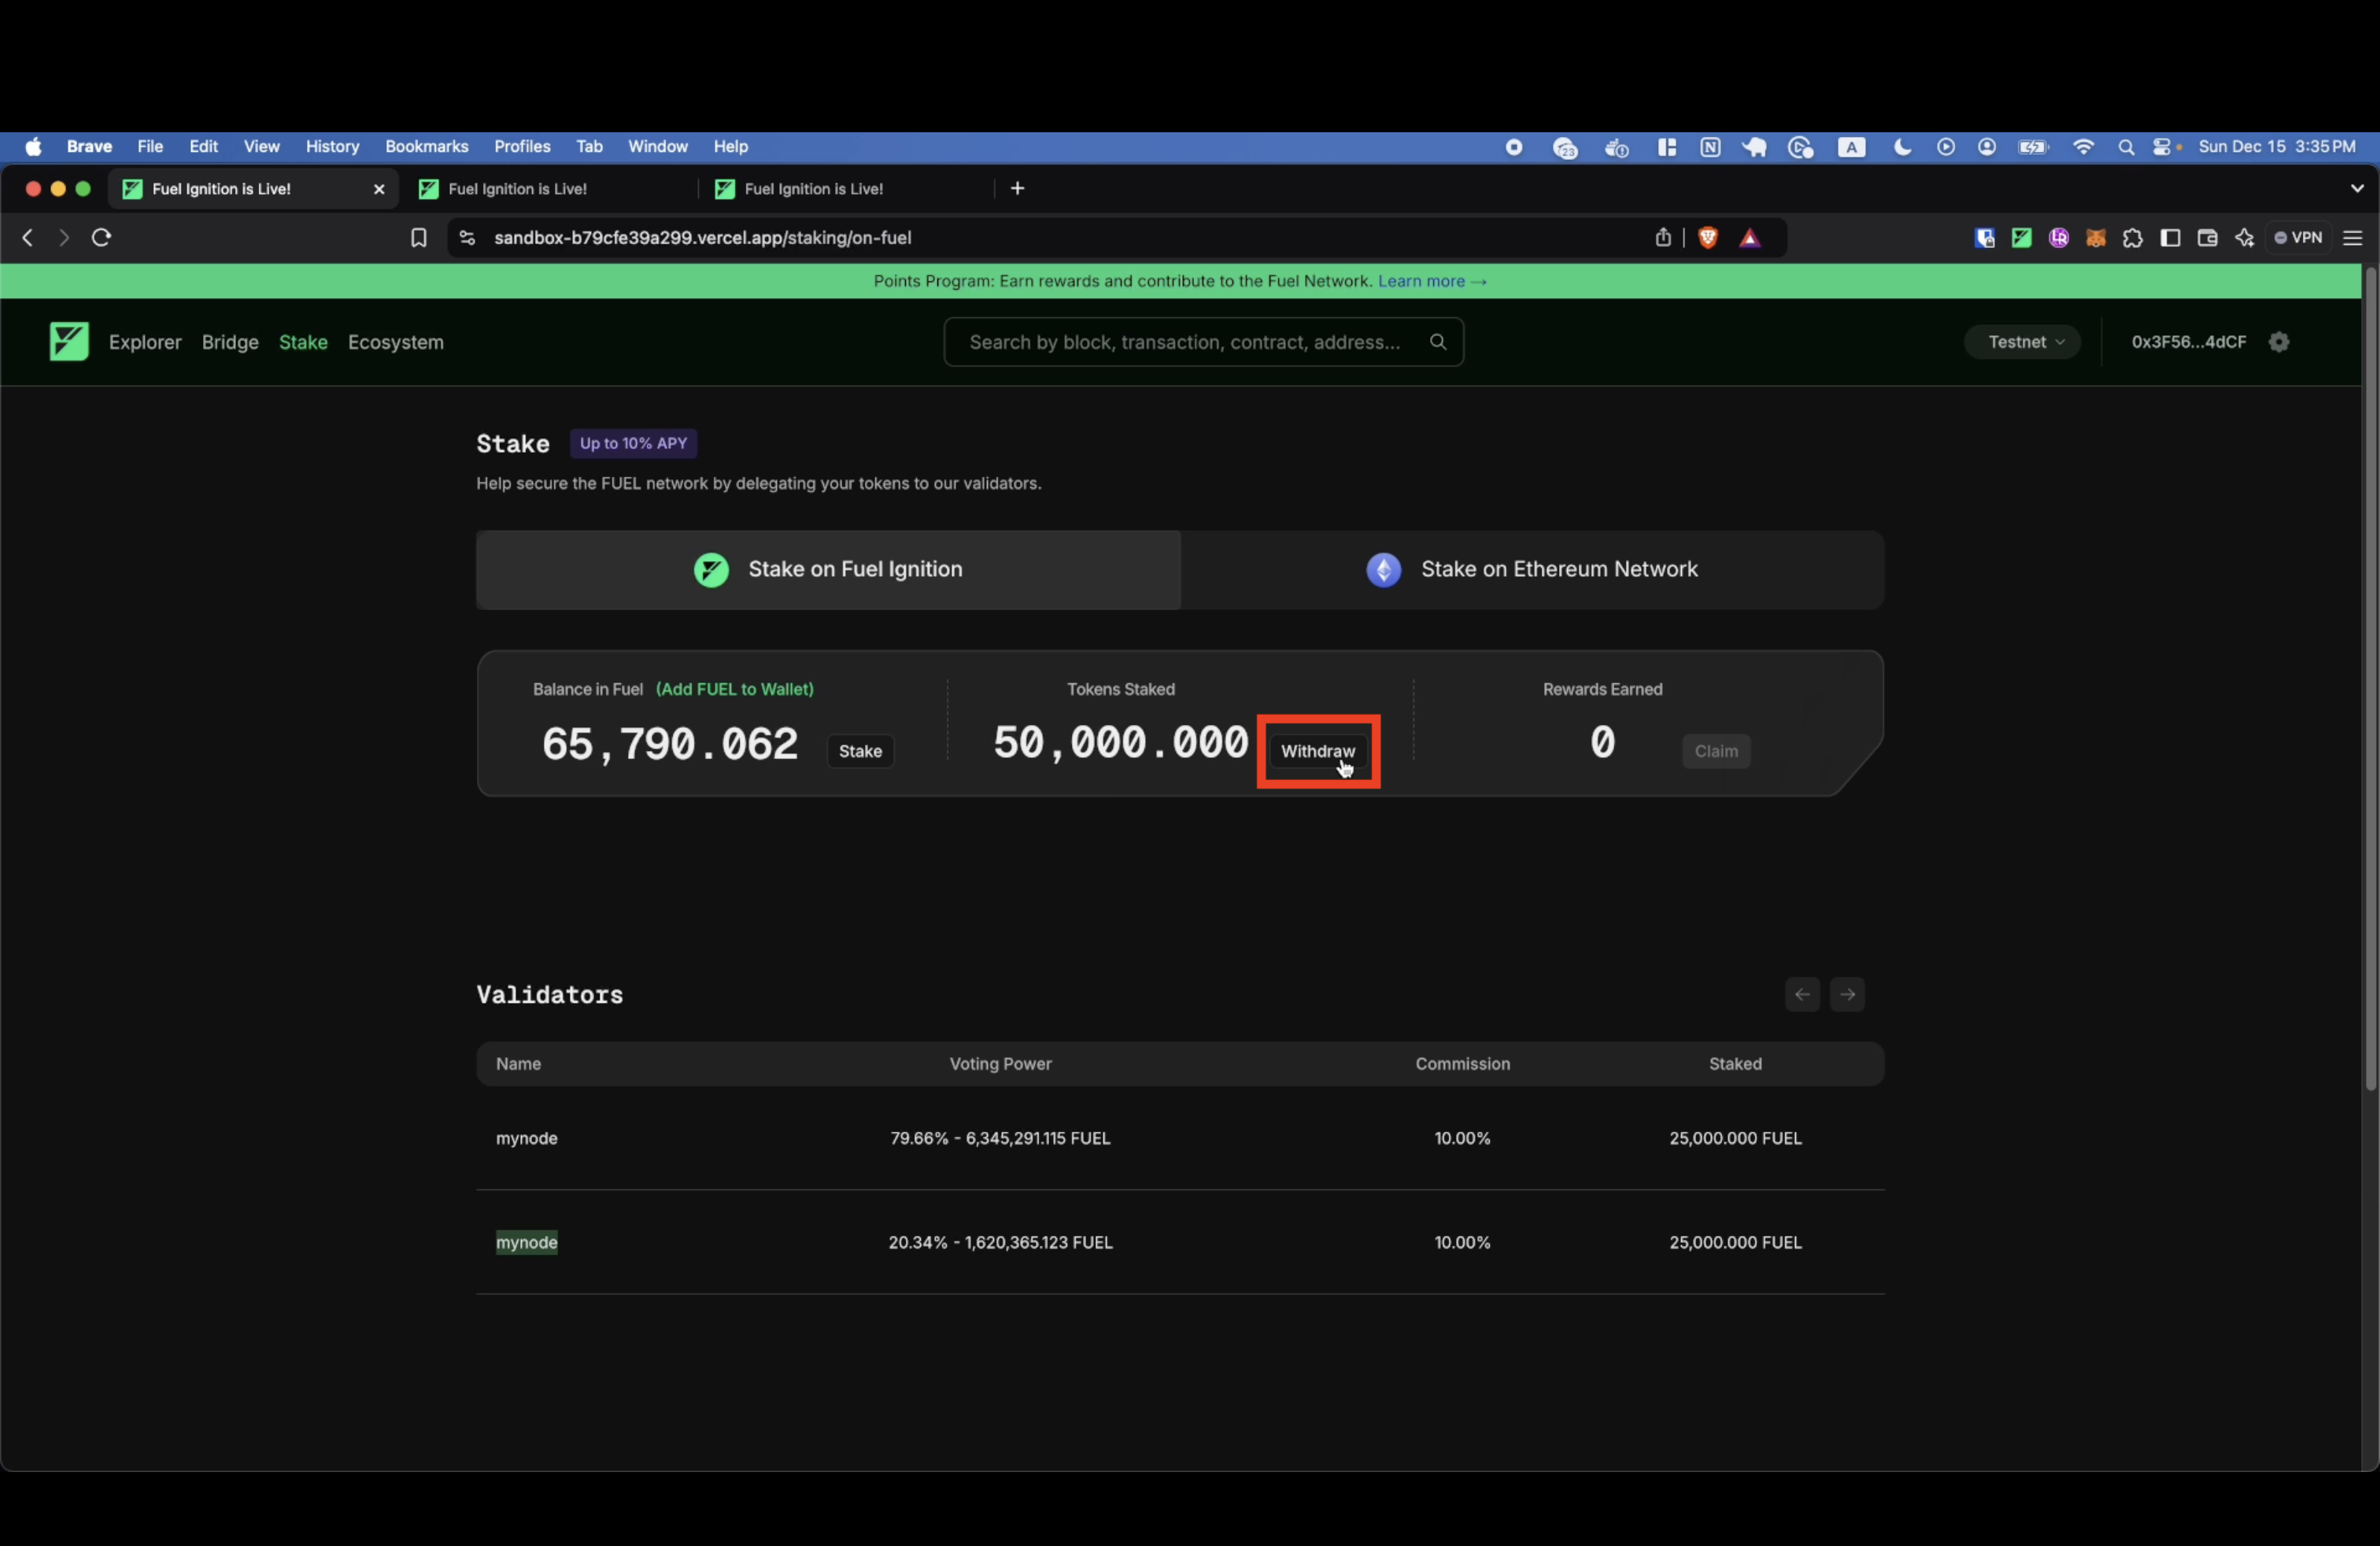 Brave File Edit View History Bookmarks Profiles Tab Window Help 23 N A Sun Dec 15 3:35 PM
Fuel Ignition is Live! Fuel Ignition is Live! Fuel Ignition is Live!
sandbox-b79cfe39a299.vercel.app/staking/on-fuel VPN
Points Program: Earn rewards and contribute to the Fuel Network. Learn more →
Explorer Bridge Stake Ecosystem Search by block, transaction, contract, address... Testnet 0x3F56...4dCF
Stake Up to 10% APY
Help secure the FUEL network by delegating your tokens to our validators.
Stake on Fuel Ignition Stake on Ethereum Network
Balance in Fuel (Add FUEL to Wallet) Tokens Staked Rewards Earned
65,790.062 Stake 50,000.000 Withdraw 0 Claim
Validators
Name Voting Power Commission Staked
mynode 79.66% - 6,345,291.115 FUEL 10.00% 25,000.000 FUEL
mynode 20.34% - 1,620,365.123 FUEL 10.00% 25,000.000 FUEL